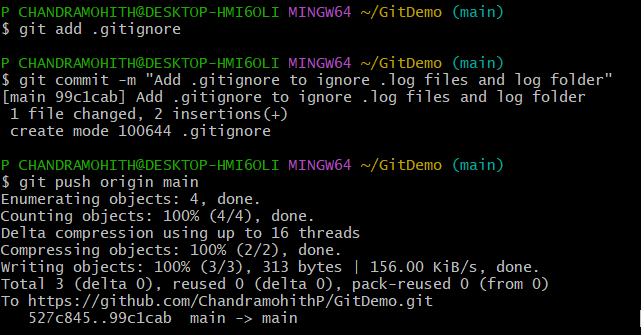 P CHANDRAMOHITH@DESKTOP-HMI6OLI MINGW64 ~/GitDemo (main)
$ git add .gitignore
P CHANDRAMOHITH@DESKTOP-HMI6OLI MINGW64 ~/GitDemo (main)
$ git commit -m "Add .gitignore to ignore .log files and log folder"
[main 99c1cab] Add .gitignore to ignore .log files and log folder
 1 file changed, 2 insertions(+)
 create mode 100644 .gitignore
P CHANDRAMOHITH@DESKTOP-HMI6OLI MINGW64 ~/GitDemo (main)
$ git push origin main
Enumerating objects: 4, done.
Counting objects: 100% (4/4), done.
Delta compression using up to 16 threads
Compressing objects: 100% (2/2), done.
Writing objects: 100% (3/3), 313 bytes | 156.00 KiB/s, done.
Total 3 (delta 0), reused 0 (delta 0), pack-reused 0 (from 0)
To https://github.com/ChandramohithP/GitDemo.git
   527c845..99c1cab  main -> main